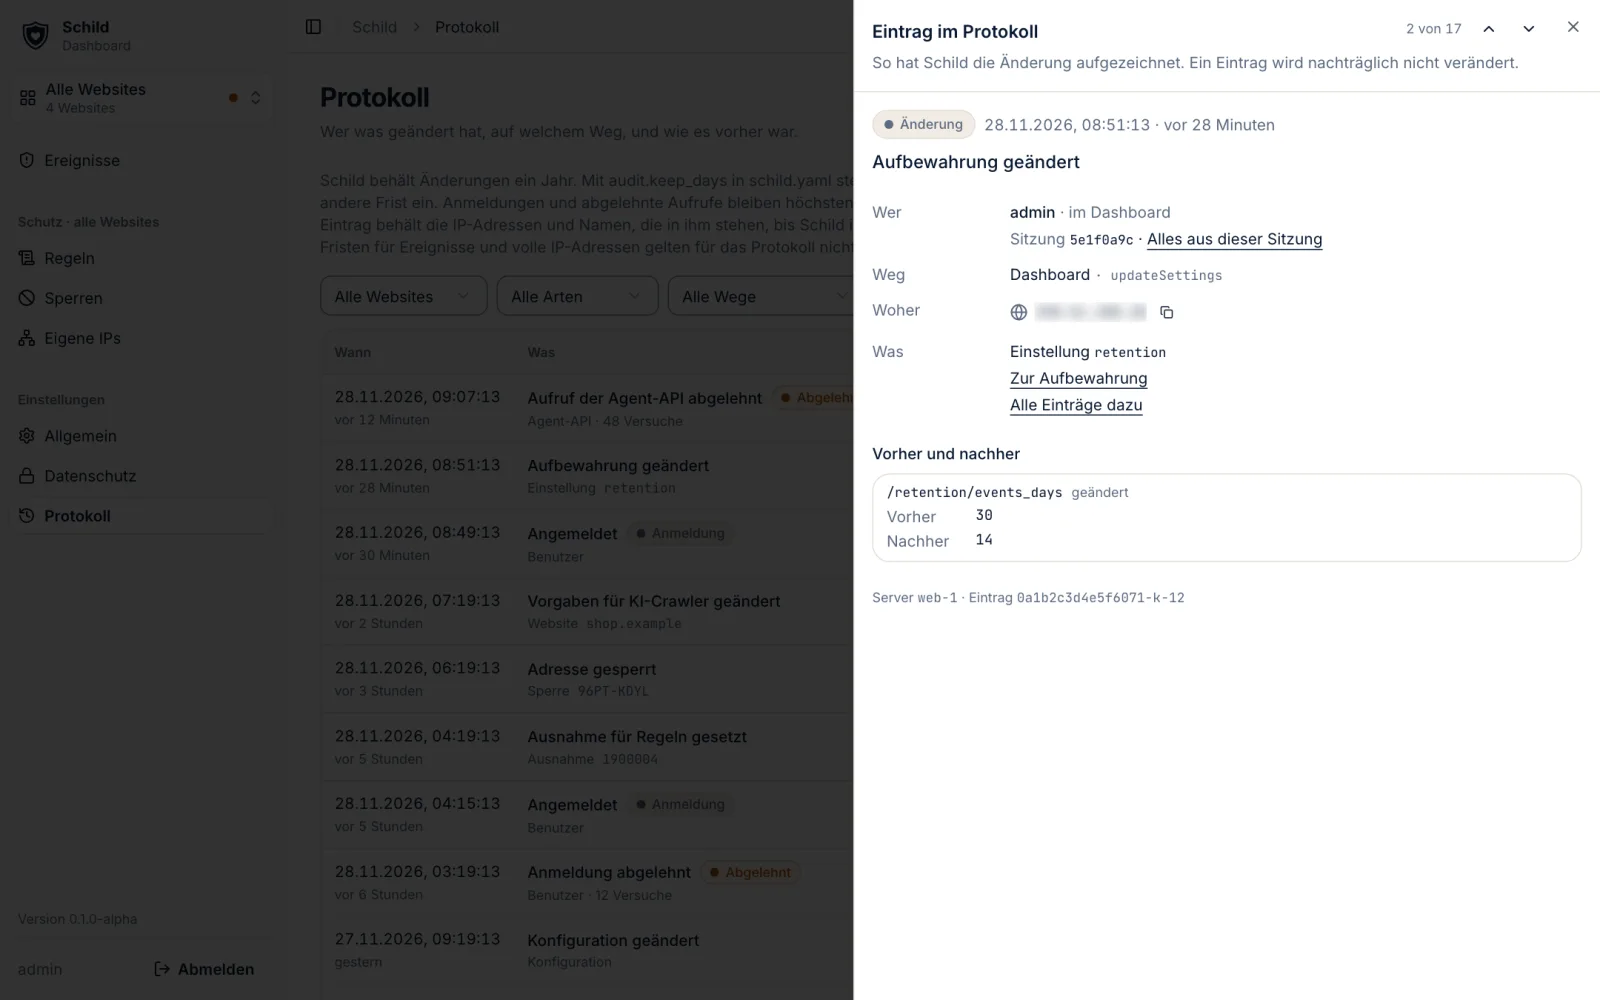 Schild
Dashboard
Alle Websites
4 Websites
Ereignisse
Schutz · alle Websites
Regeln
Sperren
Eigene IPs
Einstellungen
Allgemein
Datenschutz
Protokoll
Version 0.1.0-alpha
admin
Abmelden
Schild > Protokoll
Protokoll
Wer was geändert hat, auf welchem Weg, und wie es vorher war.
Schild behält Änderungen ein Jahr. Mit audit.keep_days in schild.yaml
andere Frist ein. Anmeldungen und abgelehnte Aufrufe bleiben höchsten
Eintrag behält die IP-Adressen und Namen, die in ihm stehen, bis Schild
Fristen für Ereignisse und volle IP-Adressen gelten für das Protokoll nicht
Alle Websites
Alle Arten
Alle Wege
Wann
Was
28.11.2026, 09:07:13
Aufruf der Agent-API abgelehnt
vor 12 Minuten
Agent-API · 48 Versuche
28.11.2026, 08:51:13
Aufbewahrung geändert
vor 28 Minuten
Einstellung retention
28.11.2026, 08:49:13
Angemeldet
Anmeldung
vor 30 Minuten
Benutzer
28.11.2026, 07:19:13
Vorgaben für KI-Crawler geändert
vor 2 Stunden
Website shop.example
28.11.2026, 06:19:13
Adresse gesperrt
vor 3 Stunden
Sperre 96PT-KDYL
28.11.2026, 04:19:13
Ausnahme für Regeln gesetzt
vor 5 Stunden
Ausnahme 1900004
28.11.2026, 04:15:13
Angemeldet
Anmeldung
vor 5 Stunden
Benutzer
28.11.2026, 03:19:13
Anmeldung abgelehnt
Abgelehnt
vor 6 Stunden
Benutzer · 12 Versuche
27.11.2026, 09:19:13
Konfiguration geändert
gestern
Konfiguration
Eintrag im Protokoll
2 von 17
So hat Schild die Änderung aufgezeichnet. Ein Eintrag wird nachträglich nicht verändert.
Änderung
28.11.2026, 08:51:13 · vor 28 Minuten
Aufbewahrung geändert
Wer
admin · im Dashboard
Sitzung 5e1f0a9c · Alles aus dieser Sitzung
Weg
Dashboard · updateSettings
Woher
Was
Einstellung retention
Zur Aufbewahrung
Alle Einträge dazu
Vorher und nachher
/retention/events_days geändert
Vorher 30
Nachher 14
Server web-1 · Eintrag 0a1b2c3d4e5f6071-k-12